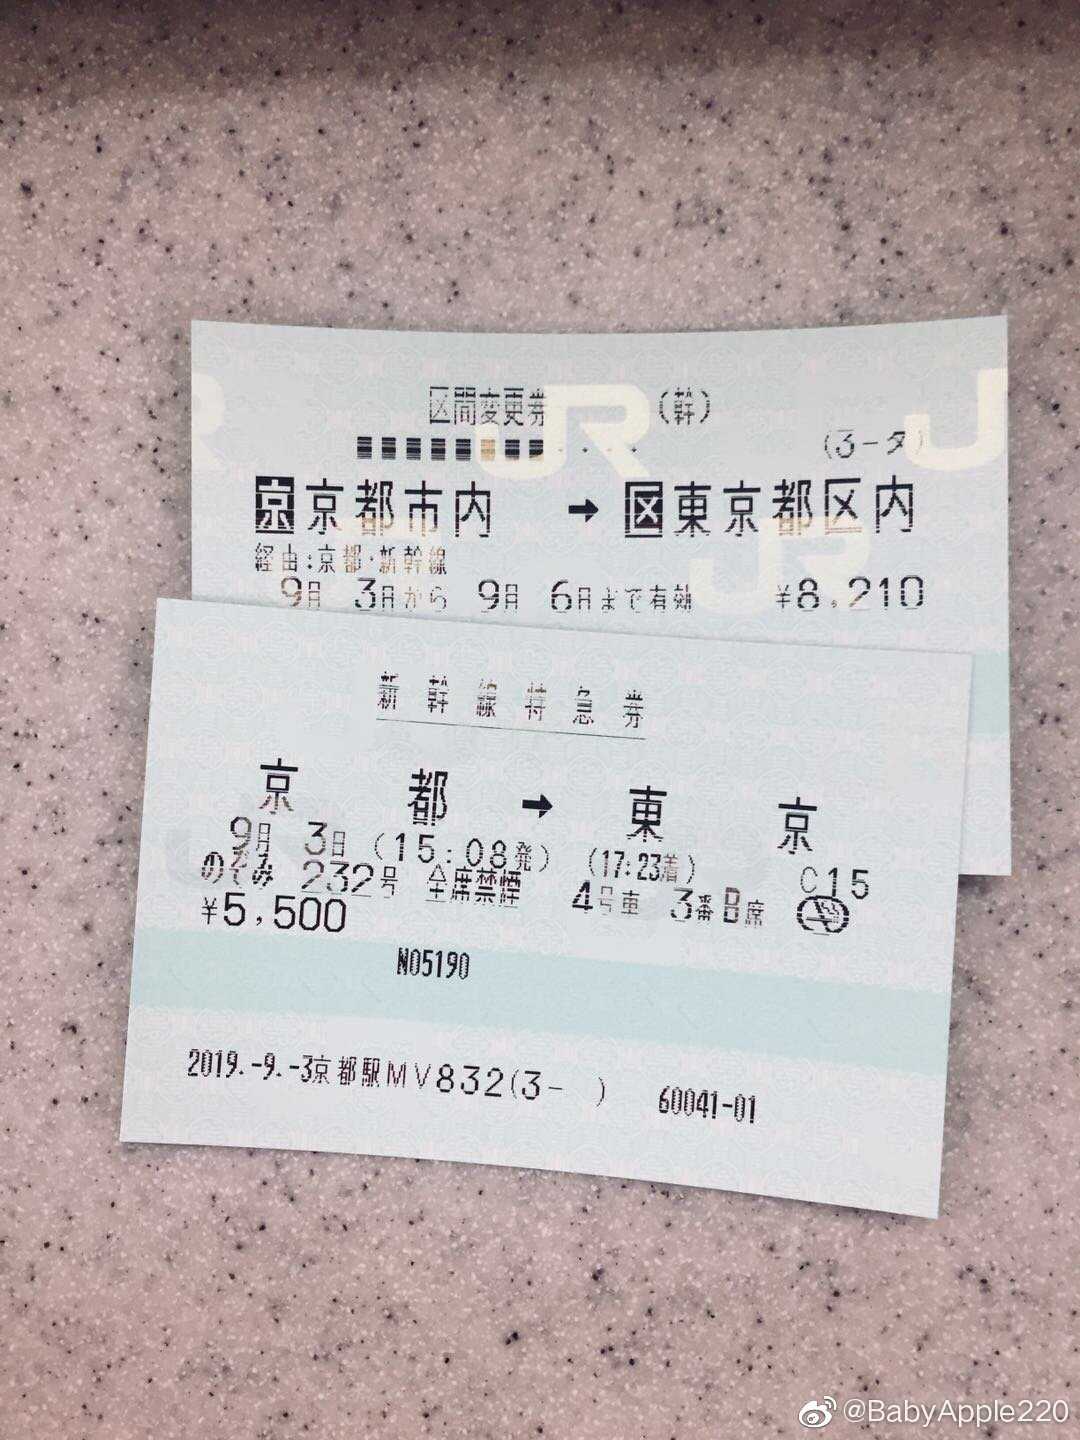 区間変更券 (幹)
(3-タ)
京 京都市内 → 区 東京都区内
経由:京都・新幹線
9月 3日から 9月 6日まで有効 ¥8,210
JR
新幹線特急券
京都 → 東京
9月 3日 (15:08発) (17:23着) C15
のぞみ 232号 全席禁煙 4号車 3番B席
¥5,500
N05190
2019.-9.-3京都駅MV832(3- ) 60041-01
@BabyApple220